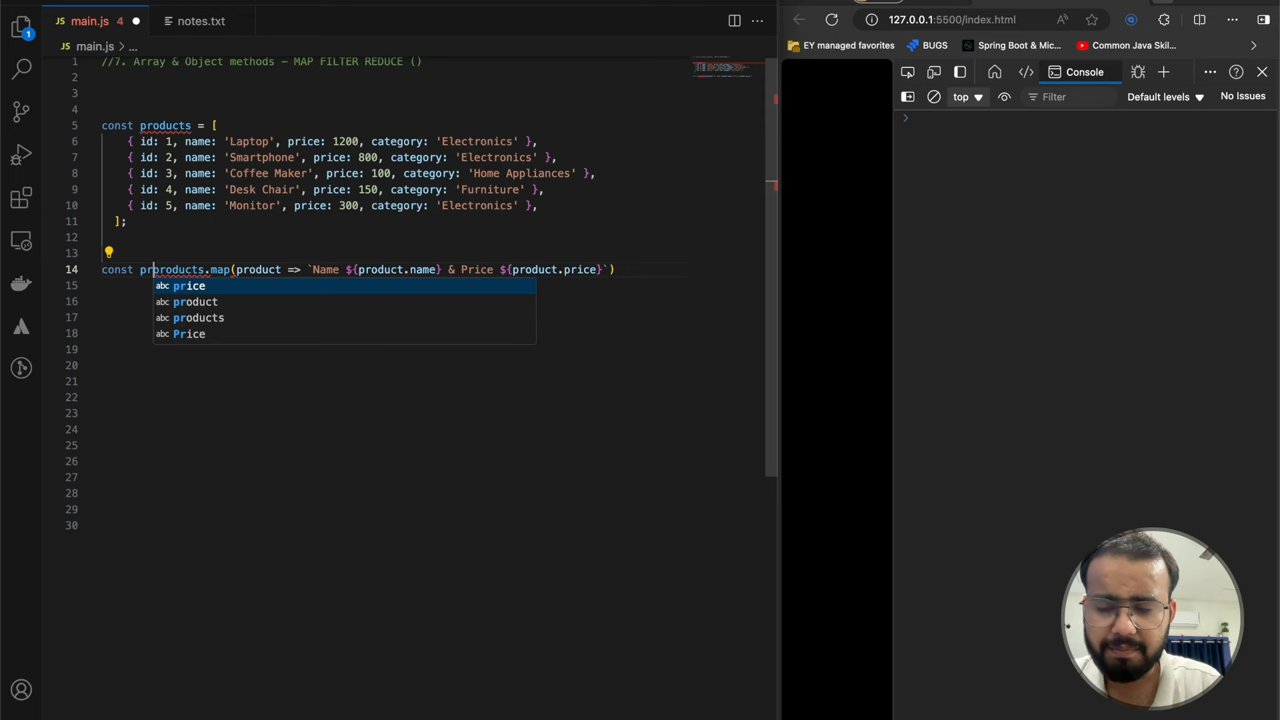 main.js 4
notes.txt
JS main.js > ...
1 //7. Array & Object methods - MAP FILTER REDUCE ()
2
3
4
5 const products = [
6 { id: 1, name: 'Laptop', price: 1200, category: 'Electronics' },
7 { id: 2, name: 'Smartphone', price: 800, category: 'Electronics' },
8 { id: 3, name: 'Coffee Maker', price: 100, category: 'Home Appliances' },
9 { id: 4, name: 'Desk Chair', price: 150, category: 'Furniture' },
10 { id: 5, name: 'Monitor', price: 300, category: 'Electronics' },
11 ];
12
13
14 const prproducts.map(product => `Name ${product.name} & Price ${product.price}`)
15
abc price
16
abc product
17
abc products
18
abc Price
19
20
21
22
23
24
25
26
27
28
29
30
127.0.0.1:5500/index.html
EY managed favorites
BUGS
Spring Boot & Mic...
Common Java Skil...
Console
top
Filter
Default levels
No Issues
1